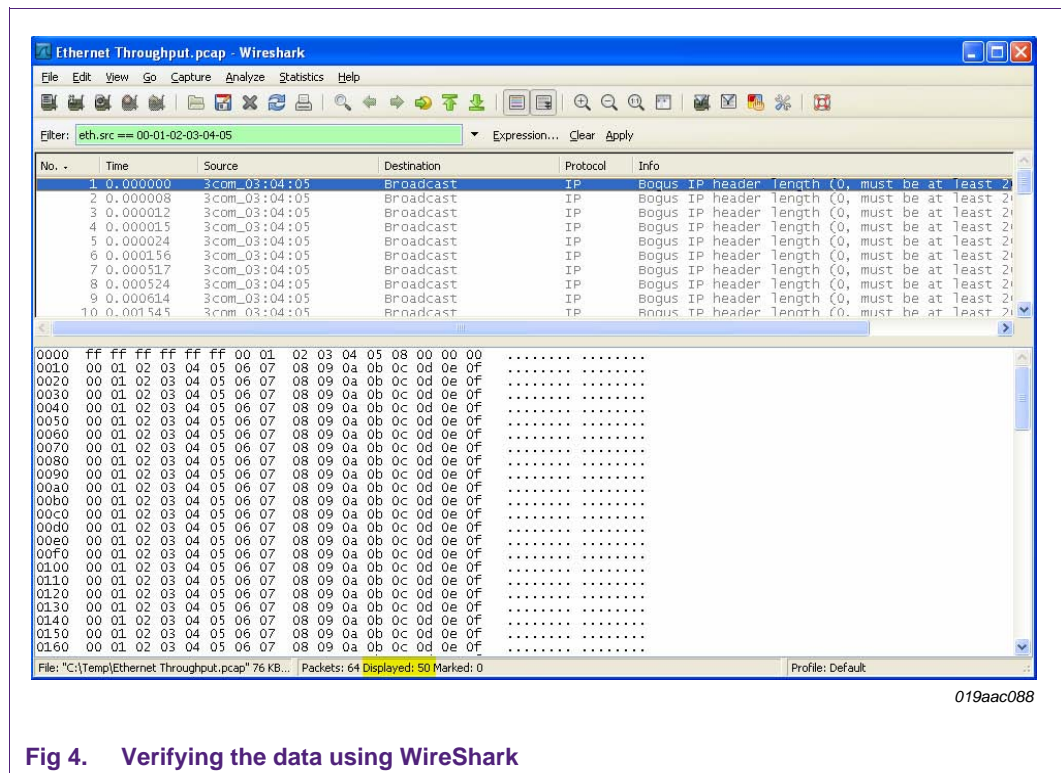 Ethernet Throughput.pcap - Wireshark
File Edit View Go Capture Analyze Statistics Help
Filter: eth.src == 00-01-02-03-04-05 Expression... Clear Apply
No. - Time Source Destination Protocol Info
1 0.000000 3com_03:04:05 Broadcast IP Bogus IP header length (0, must be at least 2
2 0.000008 3com_03:04:05 Broadcast IP Bogus IP header length (0, must be at least 2
3 0.000012 3com_03:04:05 Broadcast IP Bogus IP header length (0, must be at least 2
4 0.000015 3com_03:04:05 Broadcast IP Bogus IP header length (0, must be at least 2
5 0.000024 3com_03:04:05 Broadcast IP Bogus IP header length (0, must be at least 2
6 0.000156 3com_03:04:05 Broadcast IP Bogus IP header length (0, must be at least 2
7 0.000517 3com_03:04:05 Broadcast IP Bogus IP header length (0, must be at least 2
8 0.000524 3com_03:04:05 Broadcast IP Bogus IP header length (0, must be at least 2
9 0.000614 3com_03:04:05 Broadcast IP Bogus IP header length (0, must be at least 2
10 0.001545 3com_03:04:05 Broadcast IP Bogus IP header length (0, must be at least 2
0000 ff ff ff ff ff ff 00 01 02 03 04 05 08 00 00 00 ........ ........
0010 00 01 02 03 04 05 06 07 08 09 0a 0b 0c 0d 0e 0f ........ ........
0020 00 01 02 03 04 05 06 07 08 09 0a 0b 0c 0d 0e 0f ........ ........
0030 00 01 02 03 04 05 06 07 08 09 0a 0b 0c 0d 0e 0f ........ ........
0040 00 01 02 03 04 05 06 07 08 09 0a 0b 0c 0d 0e 0f ........ ........
0050 00 01 02 03 04 05 06 07 08 09 0a 0b 0c 0d 0e 0f ........ ........
0060 00 01 02 03 04 05 06 07 08 09 0a 0b 0c 0d 0e 0f ........ ........
0070 00 01 02 03 04 05 06 07 08 09 0a 0b 0c 0d 0e 0f ........ ........
0080 00 01 02 03 04 05 06 07 08 09 0a 0b 0c 0d 0e 0f ........ ........
0090 00 01 02 03 04 05 06 07 08 09 0a 0b 0c 0d 0e 0f ........ ........
00a0 00 01 02 03 04 05 06 07 08 09 0a 0b 0c 0d 0e 0f ........ ........
00b0 00 01 02 03 04 05 06 07 08 09 0a 0b 0c 0d 0e 0f ........ ........
00c0 00 01 02 03 04 05 06 07 08 09 0a 0b 0c 0d 0e 0f ........ ........
00d0 00 01 02 03 04 05 06 07 08 09 0a 0b 0c 0d 0e 0f ........ ........
00e0 00 01 02 03 04 05 06 07 08 09 0a 0b 0c 0d 0e 0f ........ ........
00f0 00 01 02 03 04 05 06 07 08 09 0a 0b 0c 0d 0e 0f ........ ........
0100 00 01 02 03 04 05 06 07 08 09 0a 0b 0c 0d 0e 0f ........ ........
0110 00 01 02 03 04 05 06 07 08 09 0a 0b 0c 0d 0e 0f ........ ........
0120 00 01 02 03 04 05 06 07 08 09 0a 0b 0c 0d 0e 0f ........ ........
0130 00 01 02 03 04 05 06 07 08 09 0a 0b 0c 0d 0e 0f ........ ........
0140 00 01 02 03 04 05 06 07 08 09 0a 0b 0c 0d 0e 0f ........ ........
0150 00 01 02 03 04 05 06 07 08 09 0a 0b 0c 0d 0e 0f ........ ........
0160 00 01 02 03 04 05 06 07 08 09 0a 0b 0c 0d 0e 0f ........ ........
File: "C:\Temp\Ethernet Throughput.pcap" 76 KB... Packets: 64 Displayed: 50 Marked: 0 Profile: Default
019aac088
Fig 4. Verifying the data using WireShark